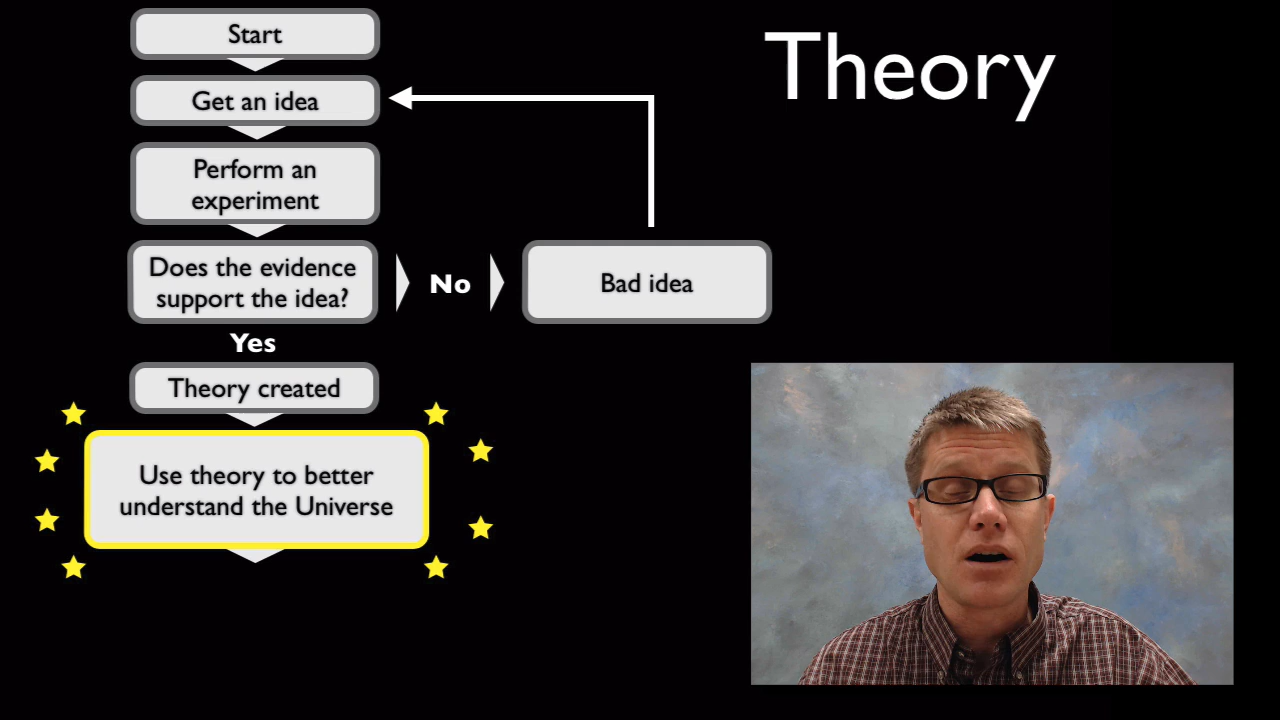 Theory
Start
Get an idea
Perform an
experiment
Does the evidence
support the idea?
No
Bad idea
Yes
Theory created
Use theory to better
understand the Universe